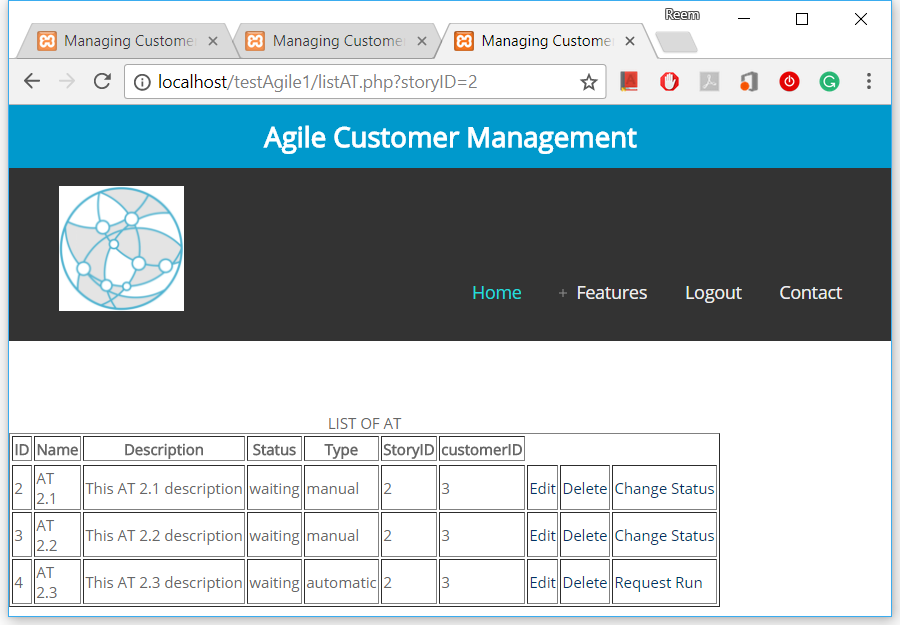 Reem
Managing Custome
Managing Custome
Managing Custome
localhost/testAgile1/listAT.php?storyID=2
Agile Customer Management
Home + Features Logout Contact
LIST OF AT
ID Name Description Status Type StoryID customerID
2 AT 2.1 This AT 2.1 description waiting manual 2 3 Edit Delete Change Status
3 AT 2.2 This AT 2.2 description waiting manual 2 3 Edit Delete Change Status
4 AT 2.3 This AT 2.3 description waiting automatic 2 3 Edit Delete Request Run